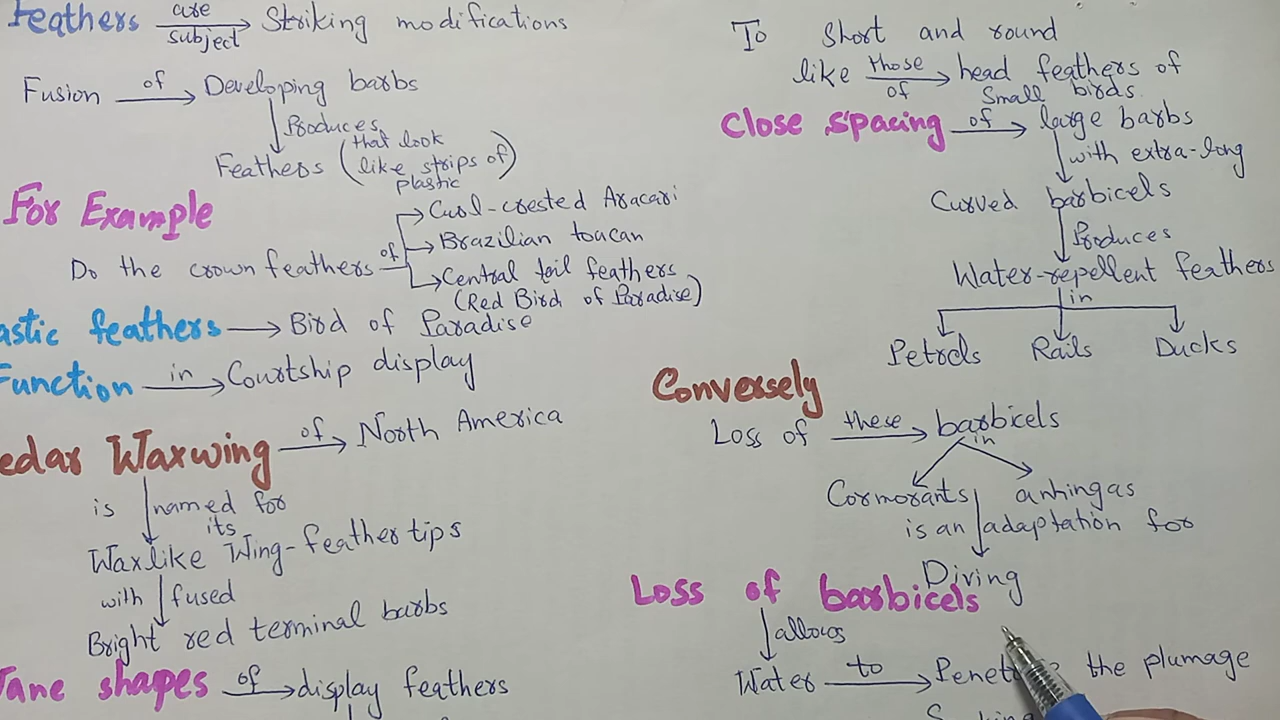 Feathers are subject → Striking modifications
Fusion of → Developing barbs
Produces
that look
Feathers (like strips of)
plastic
For Example
→ Curl-crested Aracari
Do the crown feathers of → Brazilian toucan
→ Central tail feathers
(Red Bird of Paradise)
astic feathers → Bird of Paradise
Function in → Courtship display
edar Waxwing of → North America
is named for
its
Waxlike Wing-feather tips
with fused
Bright red terminal barbs
Vane shapes of → display feathers
To Short and round
like those of → head feathers of
Small birds.
Close spacing of → large barbs
with extra-long
Curved barbicels
Produces
Water-repellent feathers
in
Petrels Rails Ducks
Conversely
Loss of these → barbicels
in
Cormorants anhingas
is an adaptation for
Diving
Loss of barbicels
allows
Water to → the plumage